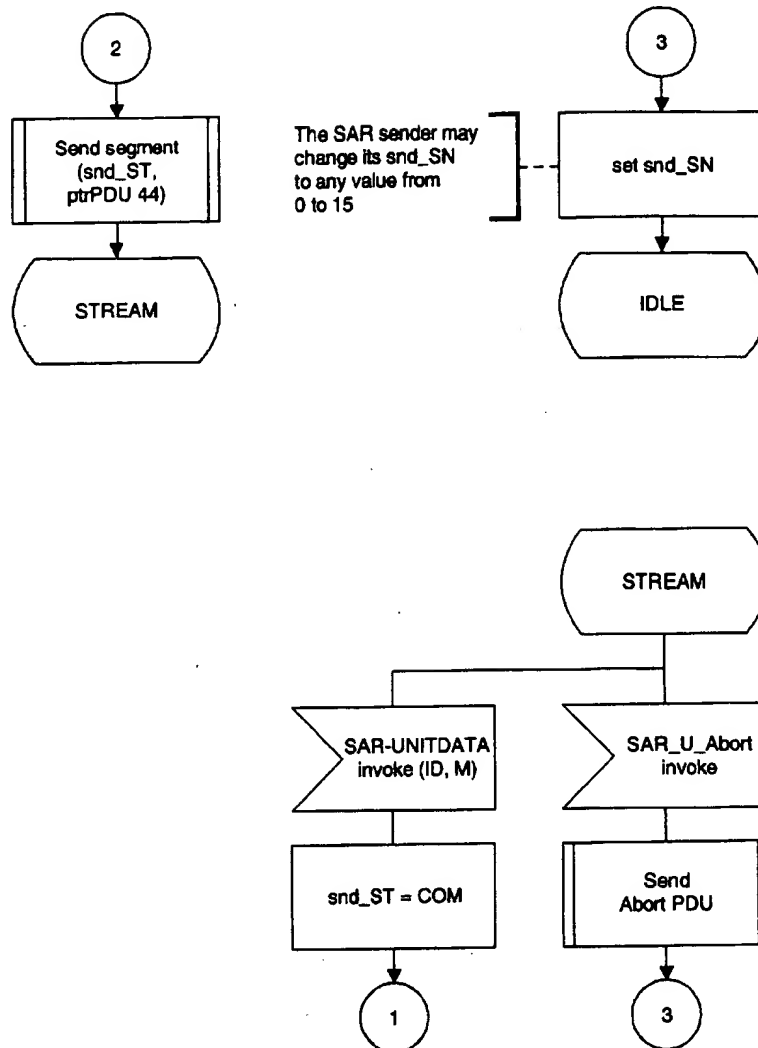 2
Send segment
(snd_ST,
ptrPDU 44)
STREAM
3
The SAR sender may
change its snd_SN
to any value from
0 to 15
set snd_SN
IDLE
STREAM
SAR-UNITDATA
invoke (ID, M)
snd_ST = COM
1
SAR_U_Abort
invoke
Send
Abort PDU
3